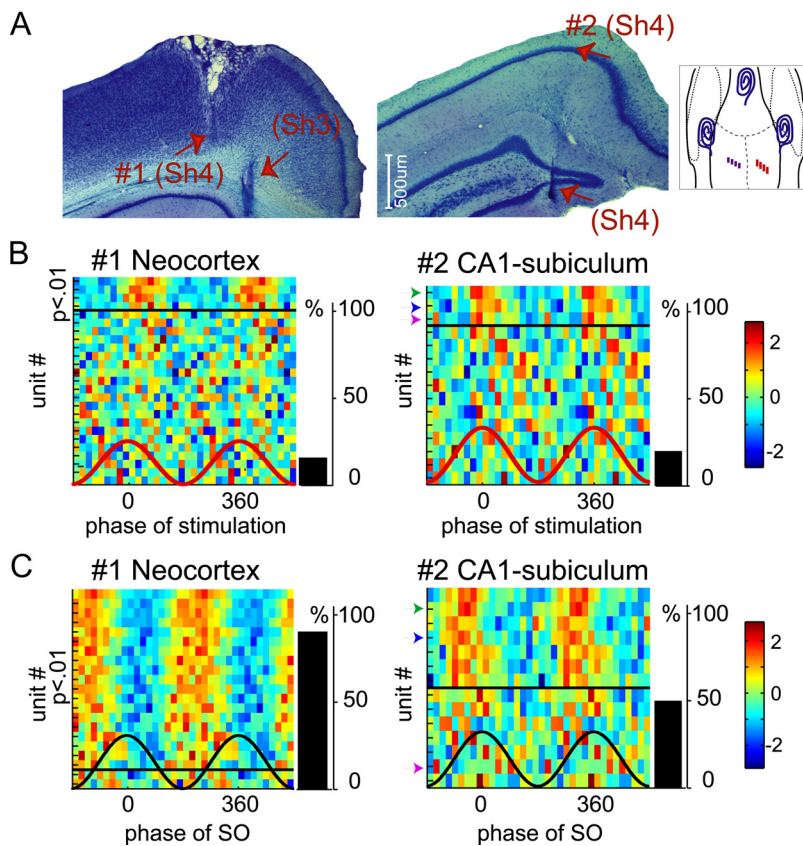 A
#1 (Sh4)
(Sh3)
#2 (Sh4)
(Sh4)
500um
B
#1 Neocortex
#2 CA1-subiculum
p<.01
unit #
%
100
50
0
0
360
phase of stimulation
unit #
%
100
50
0
0
360
phase of stimulation
2
0
-2
C
#1 Neocortex
#2 CA1-subiculum
unit #
p<.01
%
100
50
0
0
360
phase of SO
unit #
%
100
50
0
0
360
phase of SO
2
0
-2